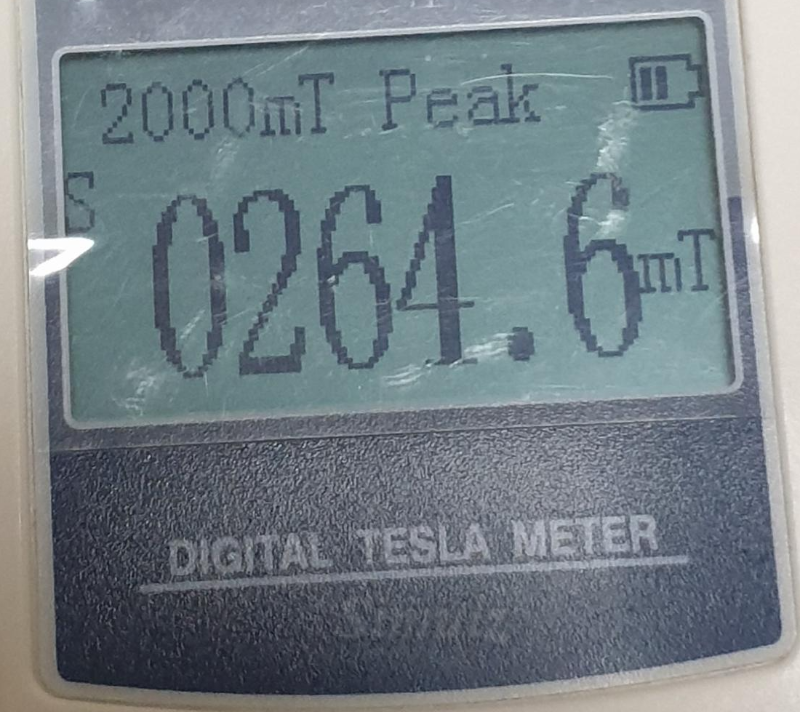 2000mT Peak
S
0264.6mT
DIGITAL TESLA METER